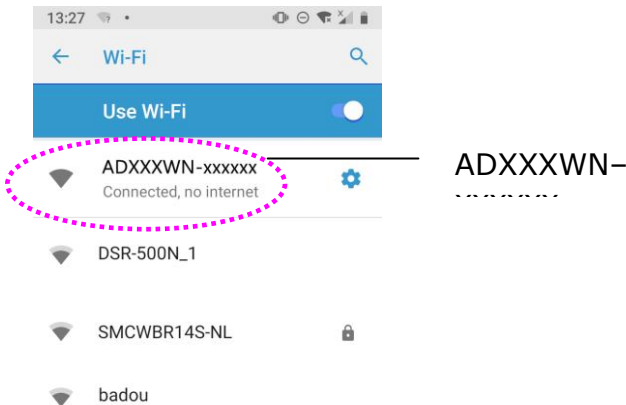 13:27
Wi-Fi
Use Wi-Fi
ADXXXWN-xxxxxx
Connected, no internet
ADXXXWN–
DSR-500N_1
SMCWBR14S-NL
badou